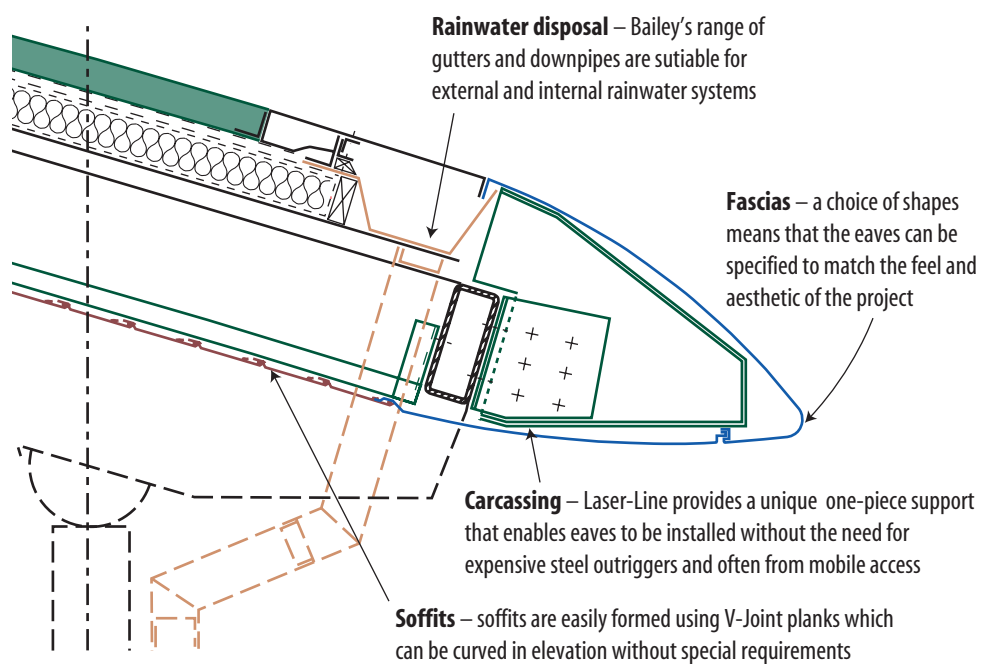 Rainwater disposal – Bailey's range of
gutters and downpipes are sutiable for
external and internal rainwater systems
Fascias – a choice of shapes
means that the eaves can be
specified to match the feel and
aesthetic of the project
Carcassing – Laser-Line provides a unique one-piece support
that enables eaves to be installed without the need for
expensive steel outriggers and often from mobile access
Soffits – soffits are easily formed using V-Joint planks which
can be curved in elevation without special requirements